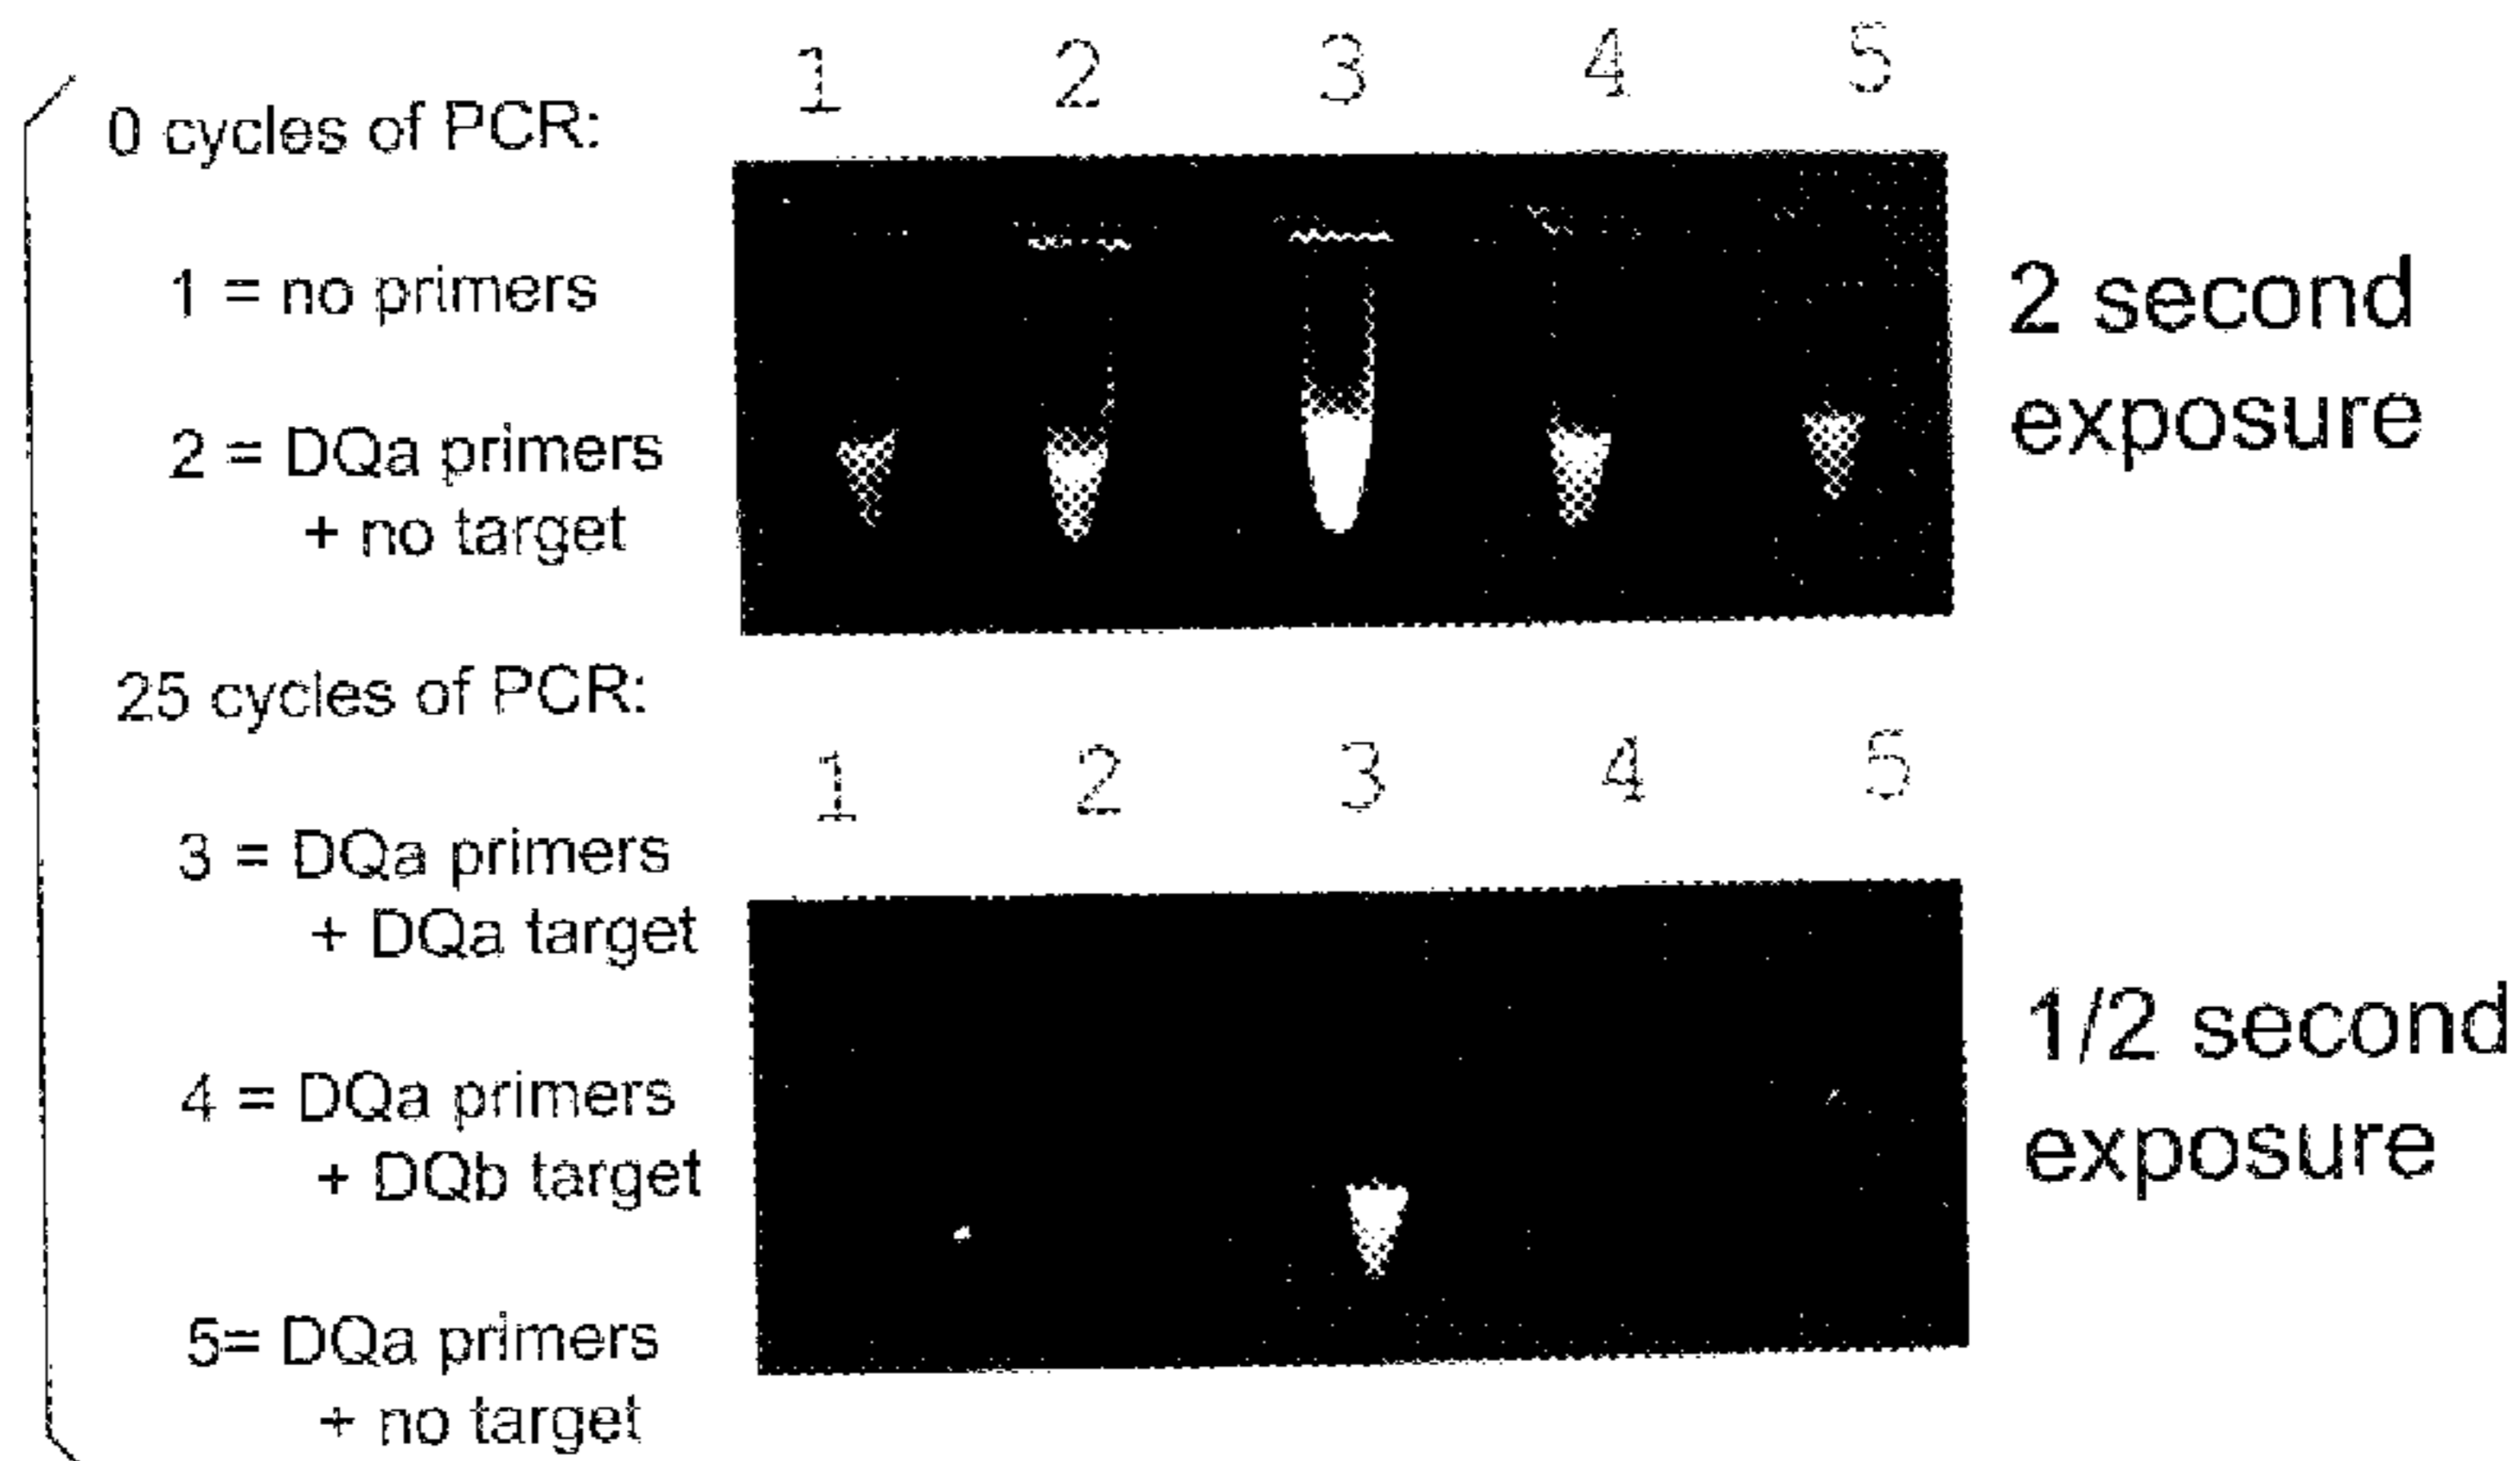 0 cycles of PCR:
1 = no primers
2 = DQa primers
+ no target
25 cycles of PCR:
3 = DQa primers
+ DQa target
4 = DQa primers
+ DQb target
5= DQa primers
+ no target
1 2 3 4 5
2 second
exposure
1 2 3 4 5
1/2 second
exposure